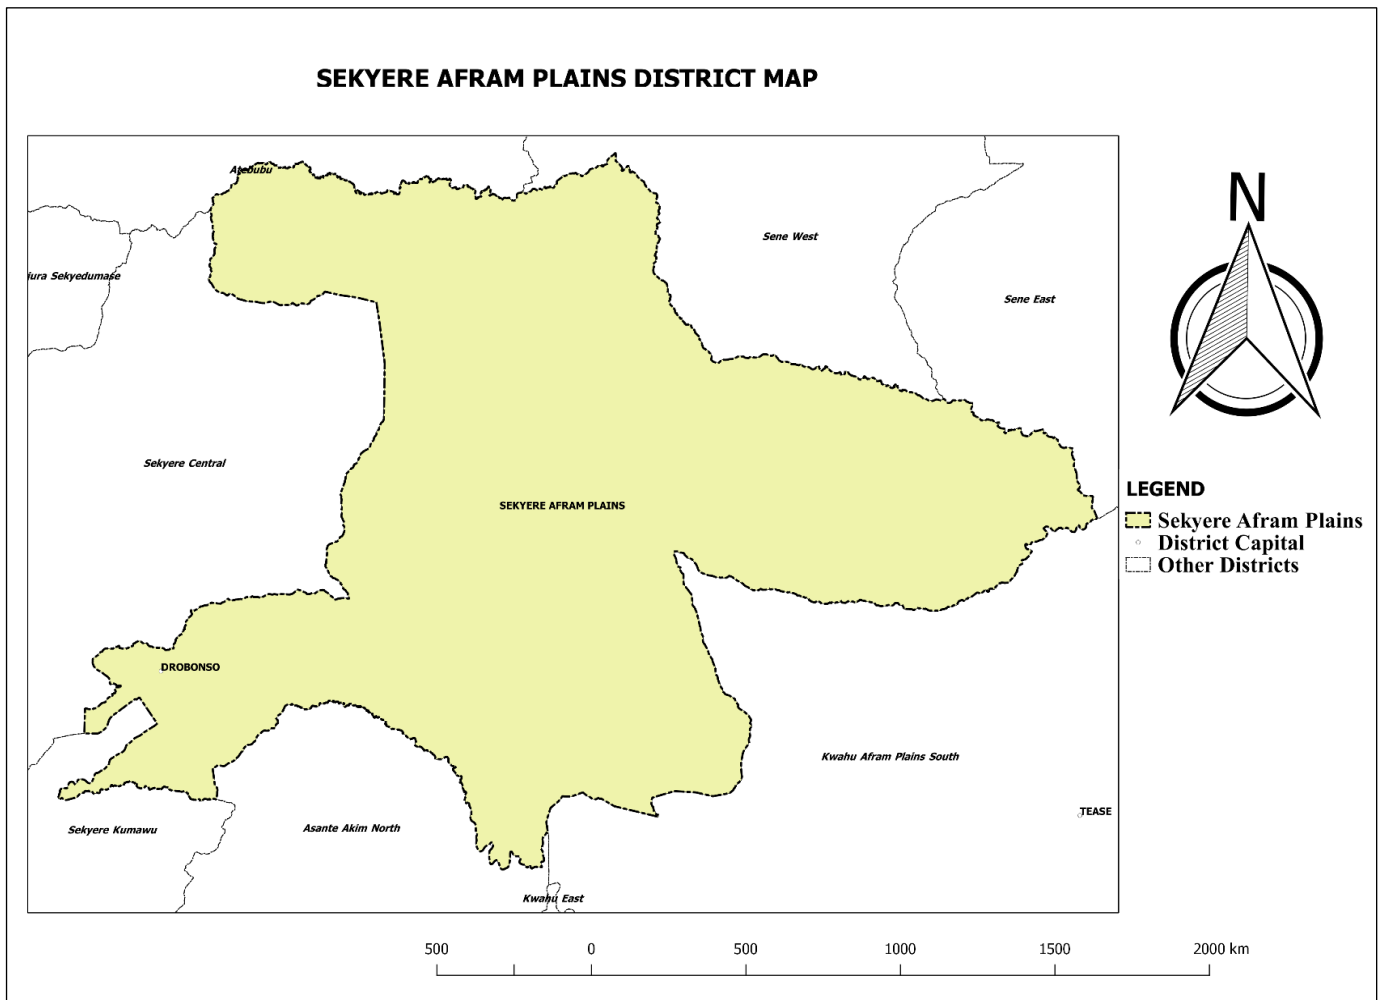 SEKYERE AFRAM PLAINS DISTRICT MAP
N
Atebubu
Sene West
jura Sekyedumase
Sene East
Sekyere Central
LEGEND
SEKYERE AFRAM PLAINS
Sekyere Afram Plains
District Capital
Other Districts
DROBONSO
Kwahu Afram Plains South
TEASE
Sekyere Kumawu
Asante Akim North
Kwahu East
500 0 500 1000 1500 2000 km